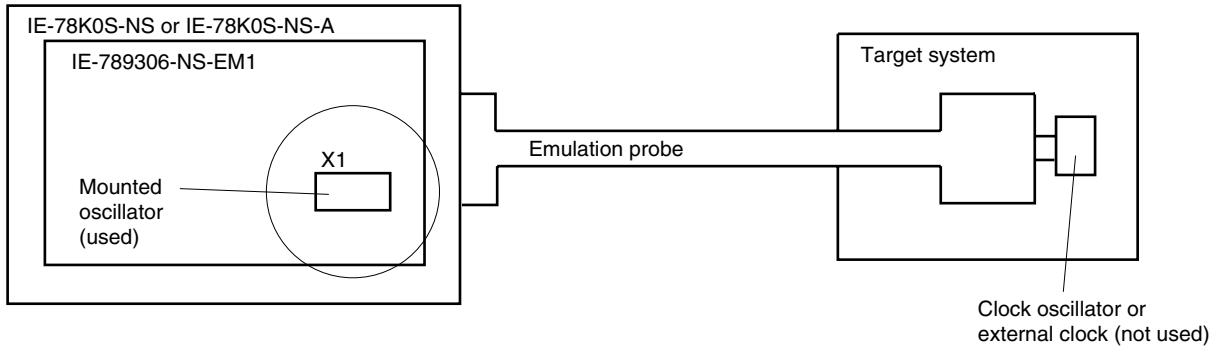 IE-78K0S-NS or IE-78K0S-NS-A
IE-789306-NS-EM1
X1
Mounted
oscillator
(used)
Emulation probe
Target system
Clock oscillator or
external clock (not used)